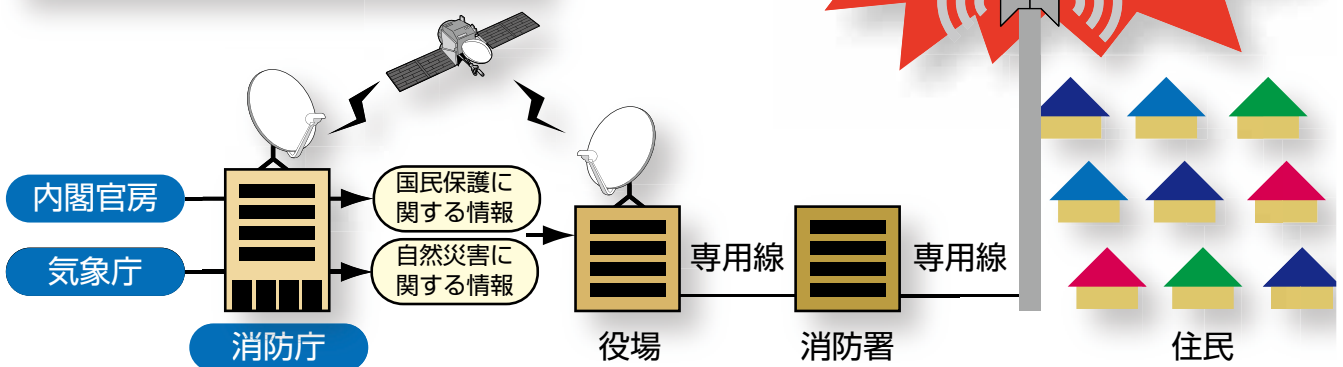 内閣官房
気象庁
消防庁
国民保護に
関する情報
自然災害に
関する情報
役場
専用線
消防署
専用線
住民